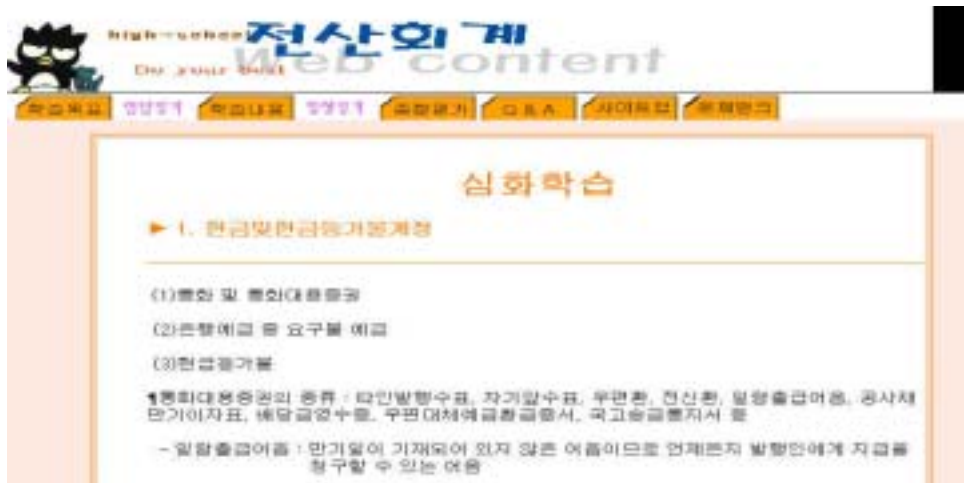 high-school 전산회계
Web content
Do your best
학습목표 학습내용 종합평가 Q & A 사이트맵 문제뱅크
심화학습
▶ 1. 현금및현금등가물계정
(1)통화 및 통화대용증권
(2)은행예금 중 요구불 예금
(3)현금등가물
¶통화대용증권의 종류 : 타인발행수표, 자기앞수표, 우편환, 전신환, 일람출급어음, 공사채
만기이자표, 배당금영수증, 우편대체예금환급증서, 국고송금통지서 등
- 일람출급어음 : 만기일이 기재되어 있지 않은 어음이므로 언제든지 발행인에게 지급을
청구할 수 있는 어음